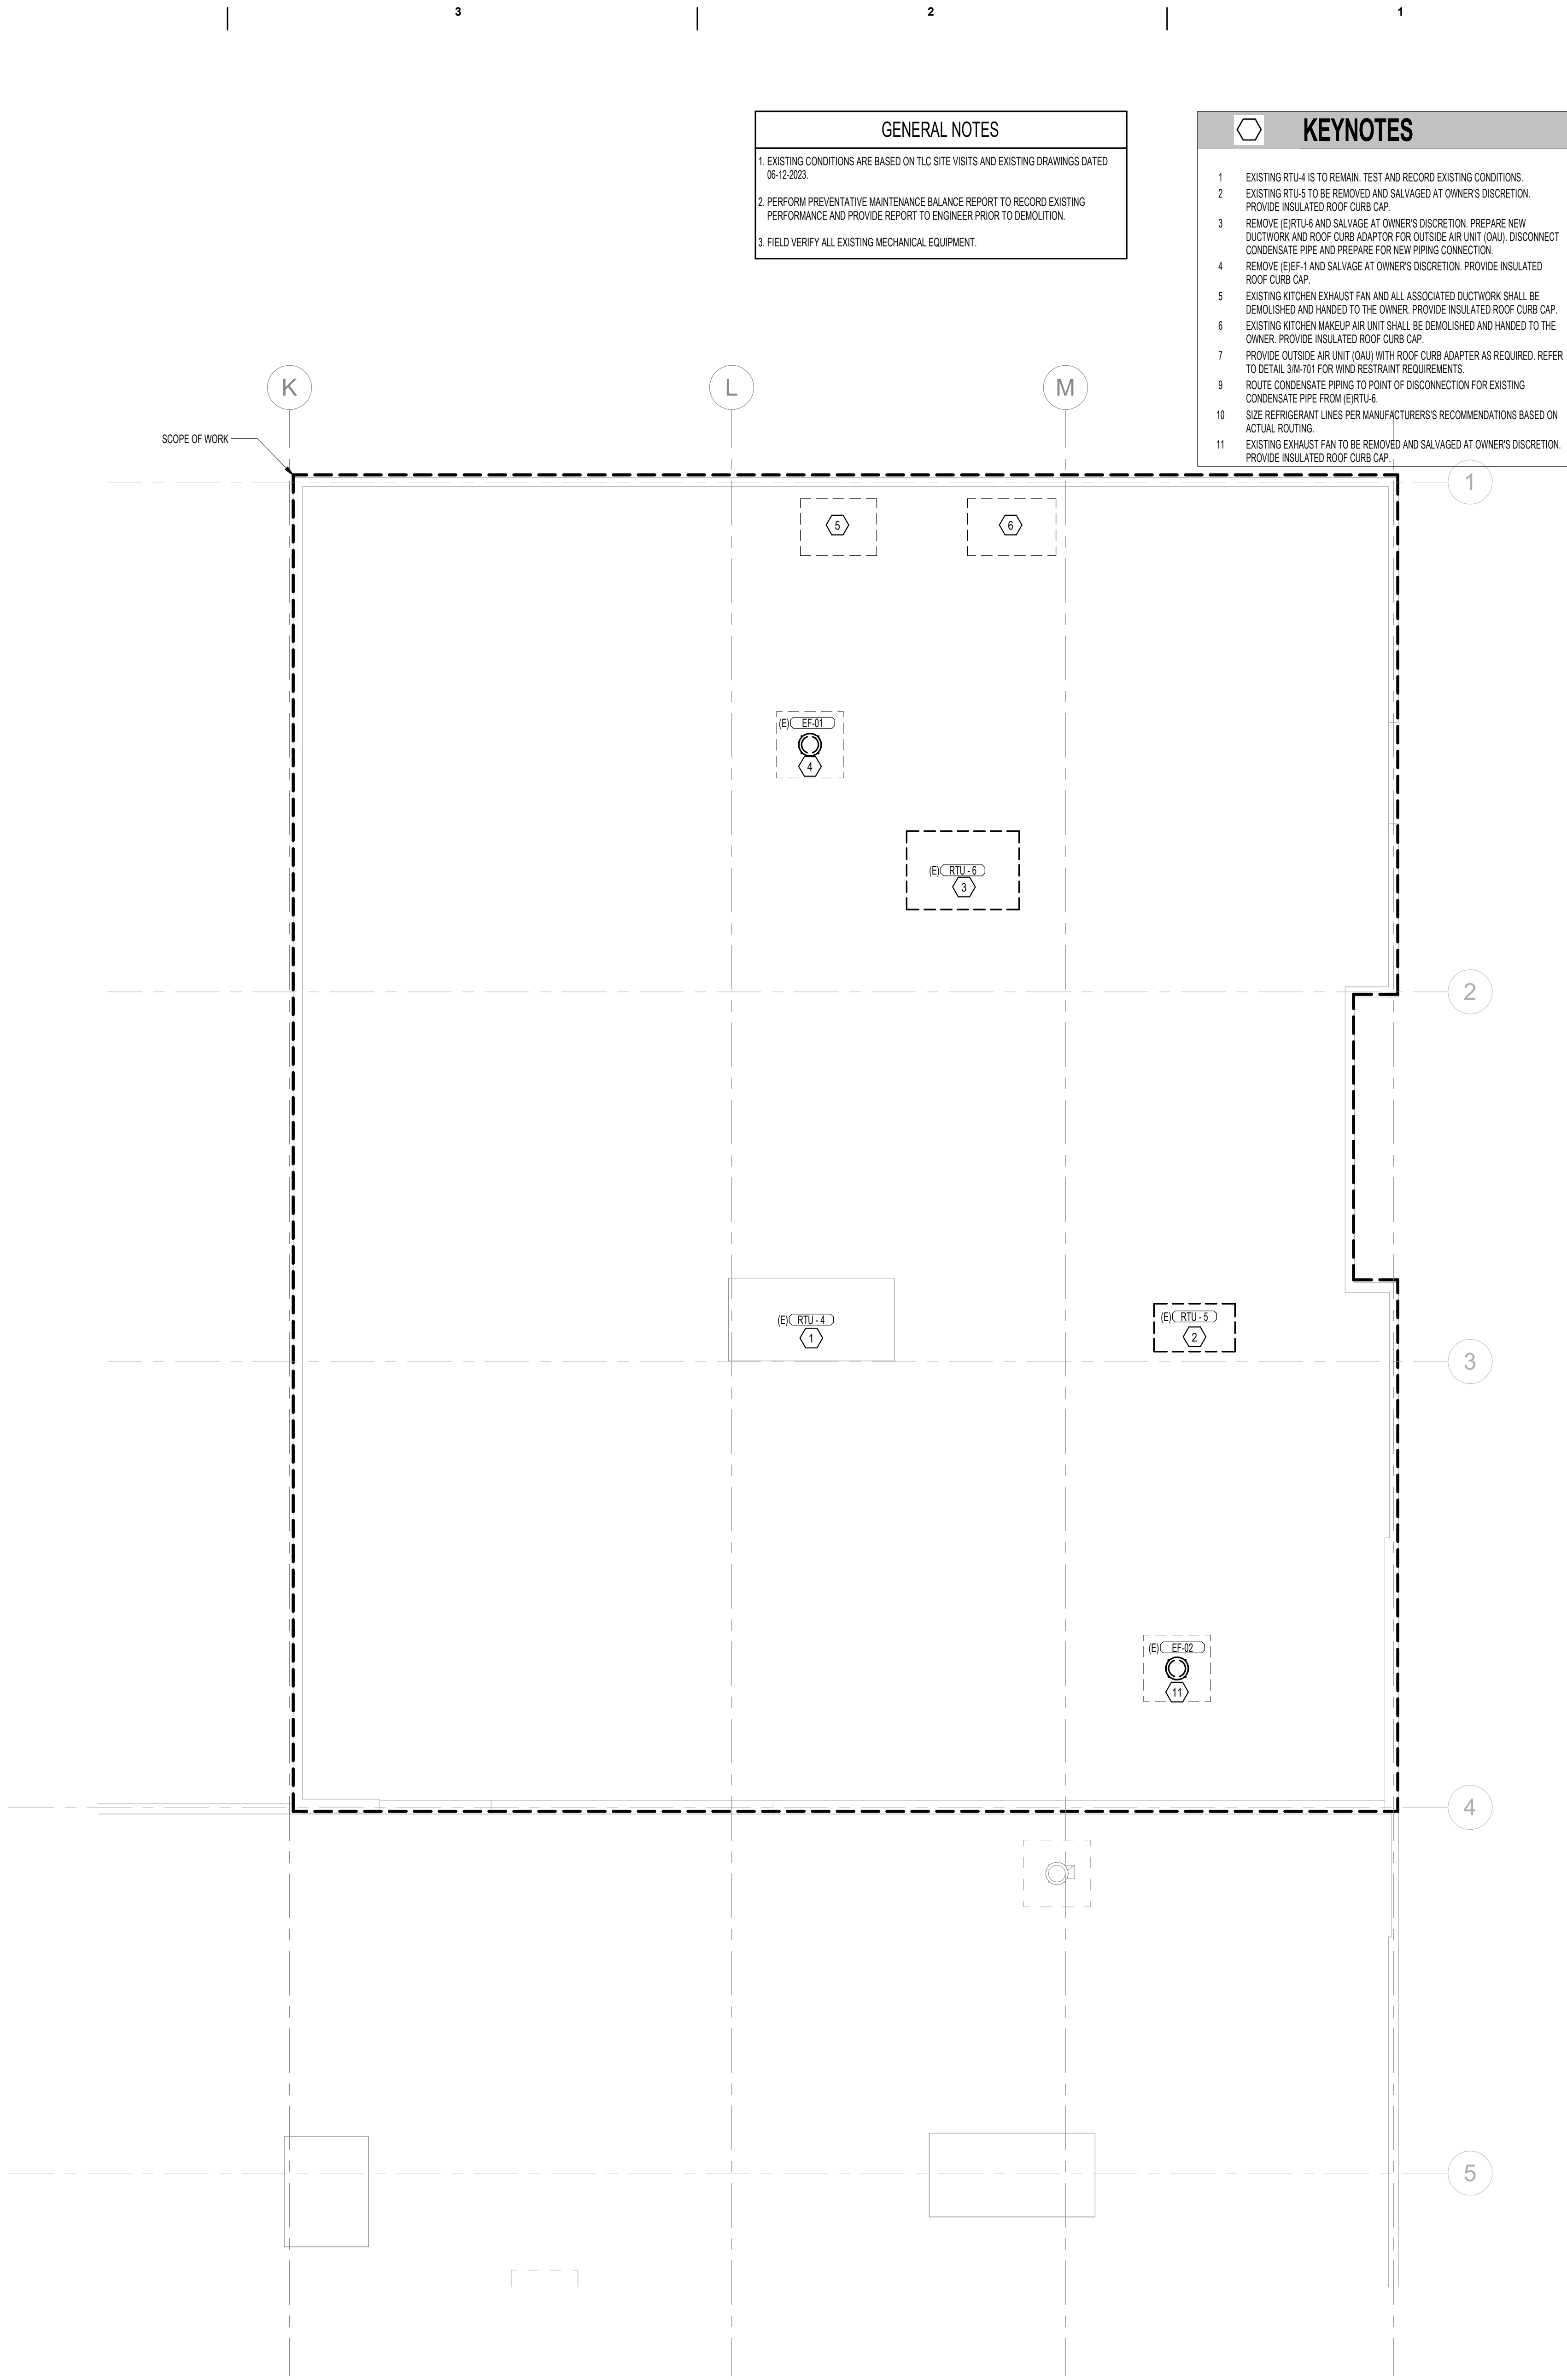 3 2 1
GENERAL NOTES
1. EXISTING CONDITIONS ARE BASED ON TLC SITE VISITS AND EXISTING DRAWINGS DATED
06-12-2023.
2. PERFORM PREVENTATIVE MAINTENANCE BALANCE REPORT TO RECORD EXISTING
PERFORMANCE AND PROVIDE REPORT TO ENGINEER PRIOR TO DEMOLITION.
3. FIELD VERIFY ALL EXISTING MECHANICAL EQUIPMENT.
KEYNOTES
1 EXISTING RTU-4 IS TO REMAIN. TEST AND RECORD EXISTING CONDITIONS.
2 EXISTING RTU-5 TO BE REMOVED AND SALVAGED AT OWNER'S DISCRETION.
PROVIDE INSULATED ROOF CURB CAP.
3 REMOVE (E)RTU-6 AND SALVAGE AT OWNER'S DISCRETION. PREPARE NEW
DUCTWORK AND ROOF CURB ADAPTOR FOR OUTSIDE AIR UNIT (OAU). DISCONNECT
CONDENSATE PIPE AND PREPARE FOR NEW PIPING CONNECTION.
4 REMOVE (E)EF-1 AND SALVAGE AT OWNER'S DISCRETION. PROVIDE INSULATED
ROOF CURB CAP.
5 EXISTING KITCHEN EXHAUST FAN AND ALL ASSOCIATED DUCTWORK SHALL BE
DEMOLISHED AND HANDED TO THE OWNER. PROVIDE INSULATED ROOF CURB CAP.
6 EXISTING KITCHEN MAKEUP AIR UNIT SHALL BE DEMOLISHED AND HANDED TO THE
OWNER. PROVIDE INSULATED ROOF CURB CAP.
7 PROVIDE OUTSIDE AIR UNIT (OAU) WITH ROOF CURB ADAPTER AS REQUIRED. REFER
TO DETAIL 3/M-701 FOR WIND RESTRAINT REQUIREMENTS.
9 ROUTE CONDENSATE PIPING TO POINT OF DISCONNECTION FOR EXISTING
CONDENSATE PIPE FROM (E)RTU-6.
10 SIZE REFRIGERANT LINES PER MANUFACTURERS'S RECOMMENDATIONS BASED ON
ACTUAL ROUTING.
11 EXISTING EXHAUST FAN TO BE REMOVED AND SALVAGED AT OWNER'S DISCRETION.
PROVIDE INSULATED ROOF CURB CAP.
K L M
SCOPE OF WORK
1
5 6
(E) EF-01
4
(E) RTU - 6
3
2
(E) RTU - 4
1
(E) RTU - 5
2
3
(E) EF-02
11
4
5